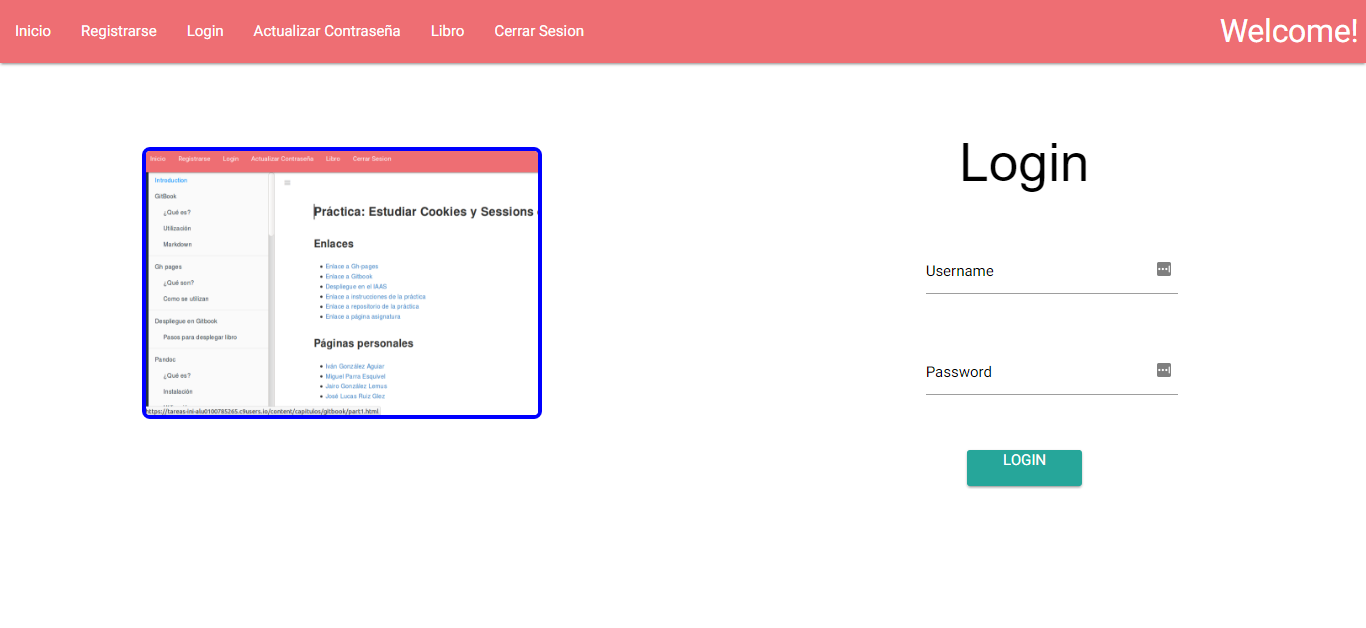 Inicio Registrarse Login Actualizar Contraseña Libro Cerrar Sesion Welcome!
Inicio Registrarse Login Actualizar Contraseña Libro Cerrar Sesion
Introduction
GitBook
¿Qué es?
Utilización
Markdown
Gh pages
¿Qué son?
Como se utilizan
Despliegue en Gitbook
Pasos para desplegar libro
Pandoc
¿Qué es?
Instalación
Práctica: Estudiar Cookies y Sessions
Enlaces
Enlace a Gh-pages
Enlace a Gitbook
Despliegue en el IAAS
Enlace a instrucciones de la práctica
Enlace a repositorio de la práctica
Enlace a página asignatura
Páginas personales
Iván González Aguiar
Miguel Parra Esquivel
Jairo González Lemus
José Lucas Ruiz Glez
https://tareas-ini-alu0100785265.c9users.io/content/capitulos/gitbook/part1.html
Login
Username
Password
LOGIN